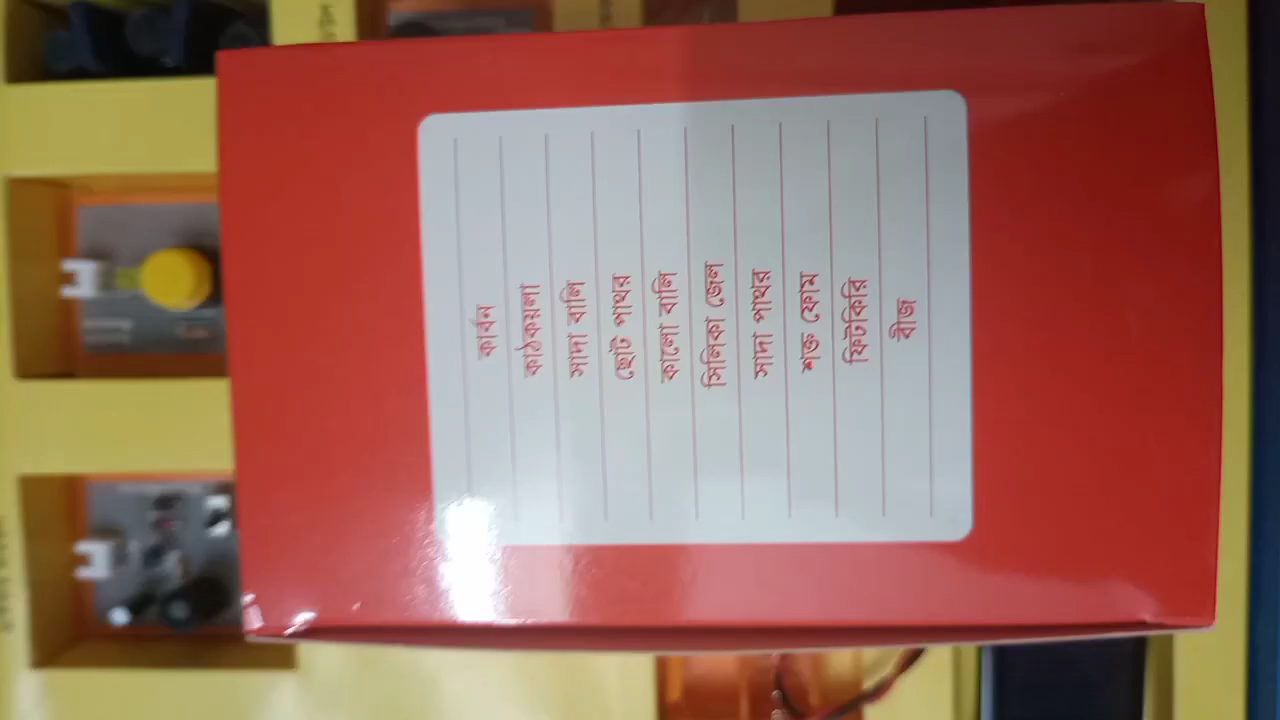 কার্বন
কাঠকয়লা
সাদা বালি
ছোট পাথর
কালো বালি
সিলিকা জেল
সাদা পাথর
শক্ত ফোম
ফিটকিরি
বীজ